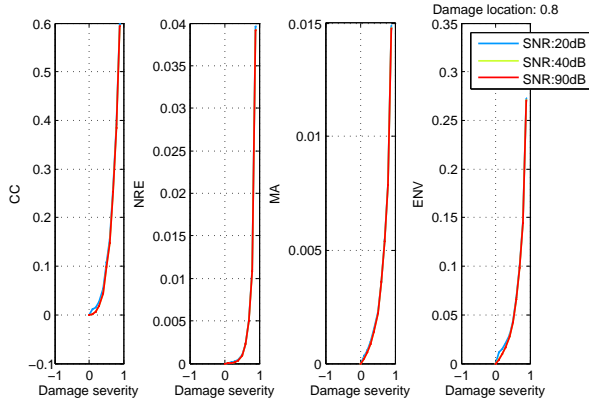 Damage location: 0.8
SNR:20dB
SNR:40dB
SNR:90dB
CC
0.6
0.5
0.4
0.3
0.2
0.1
0
−0.1
−1 0 1
Damage severity
NRE
0.04
0.035
0.03
0.025
0.02
0.015
0.01
0.005
0
−1 0 1
Damage severity
MA
0.015
0.01
0.005
0
−1 0 1
Damage severity
ENV
0.35
0.3
0.25
0.2
0.15
0.1
0.05
0
−1 0 1
Damage severity